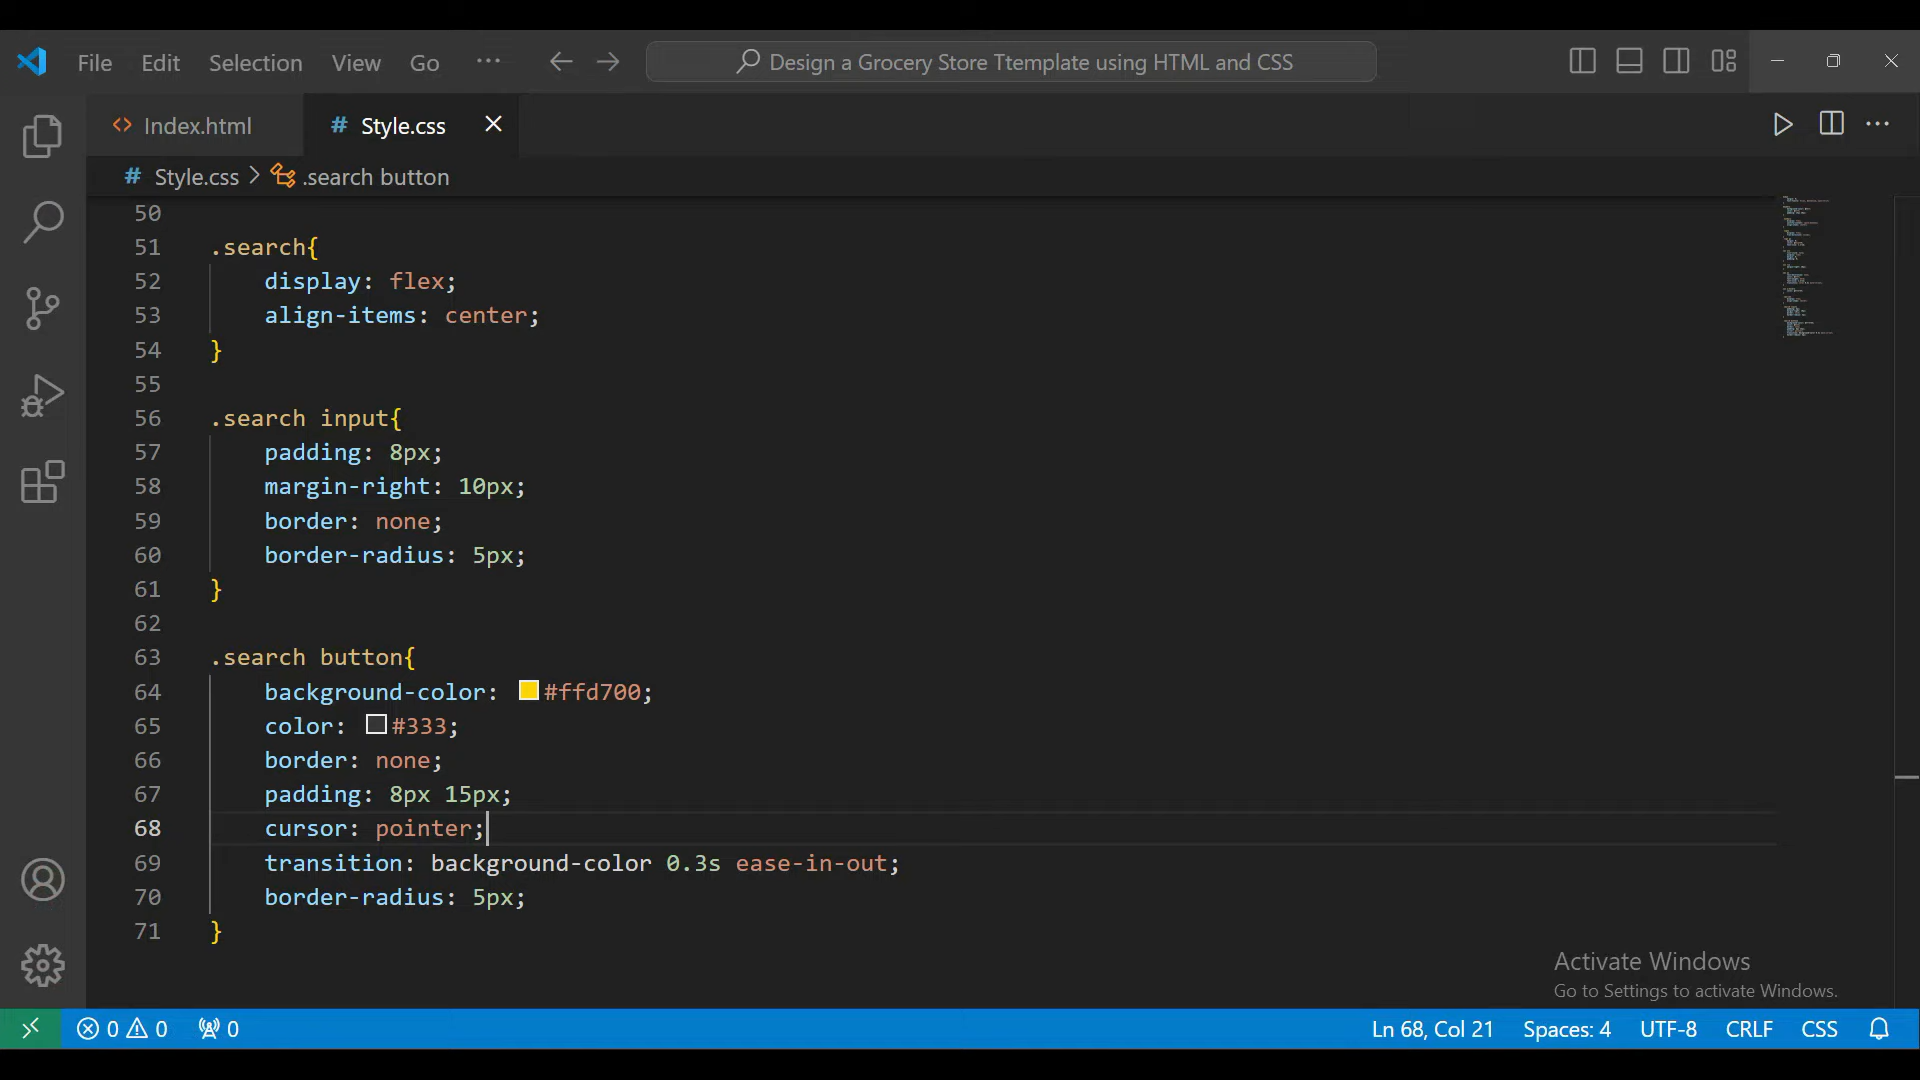 File Edit Selection View Go ··· Design a Grocery Store Ttemplate using HTML and CSS
<> Index.html # Style.css
# Style.css > .search button
50
51 .search{
52     display: flex;
53     align-items: center;
54 }
55
56 .search input{
57     padding: 8px;
58     margin-right: 10px;
59     border: none;
60     border-radius: 5px;
61 }
62
63 .search button{
64     background-color: #ffd700;
65     color: #333;
66     border: none;
67     padding: 8px 15px;
68     cursor: pointer;
69     transition: background-color 0.3s ease-in-out;
70     border-radius: 5px;
71 }
Activate Windows
Go to Settings to activate Windows.
0 0 0 Ln 68, Col 21 Spaces: 4 UTF-8 CRLF CSS